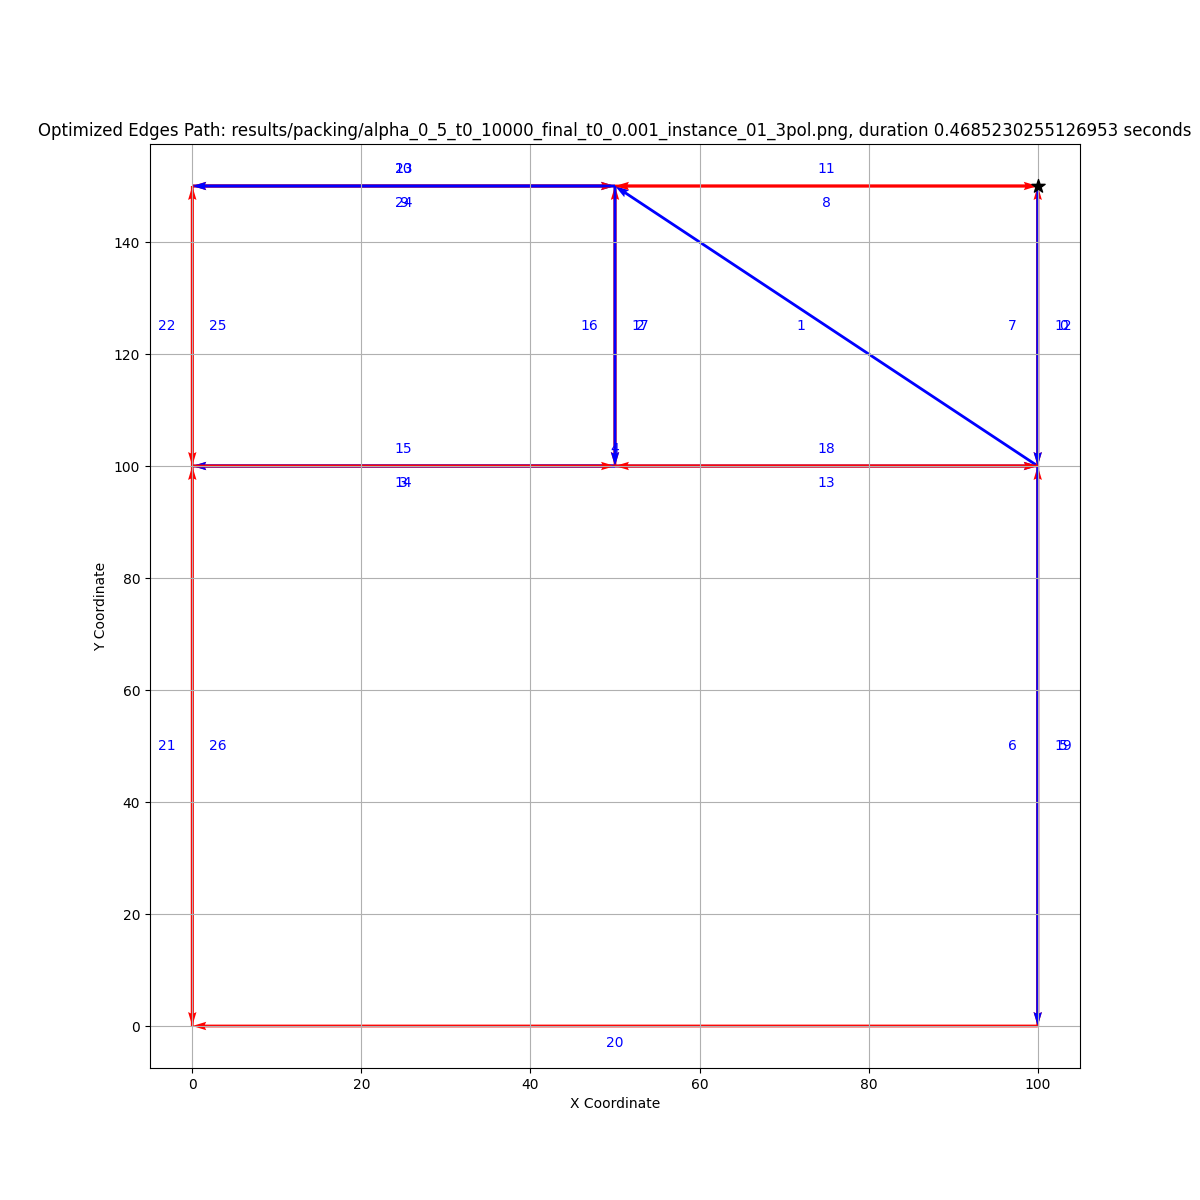 Optimized Edges Path: results/packing/alpha_0_5_t0_10000_final_t0_0.001_instance_01_3pol.png, duration 0.4685230255126953 seconds
11
8
140
22 25 16 1 7
120
15 18
100
13
80
Y Coordinate
60
21 26 6
40
20
0
20
0 20 40 60 80 100
X Coordinate